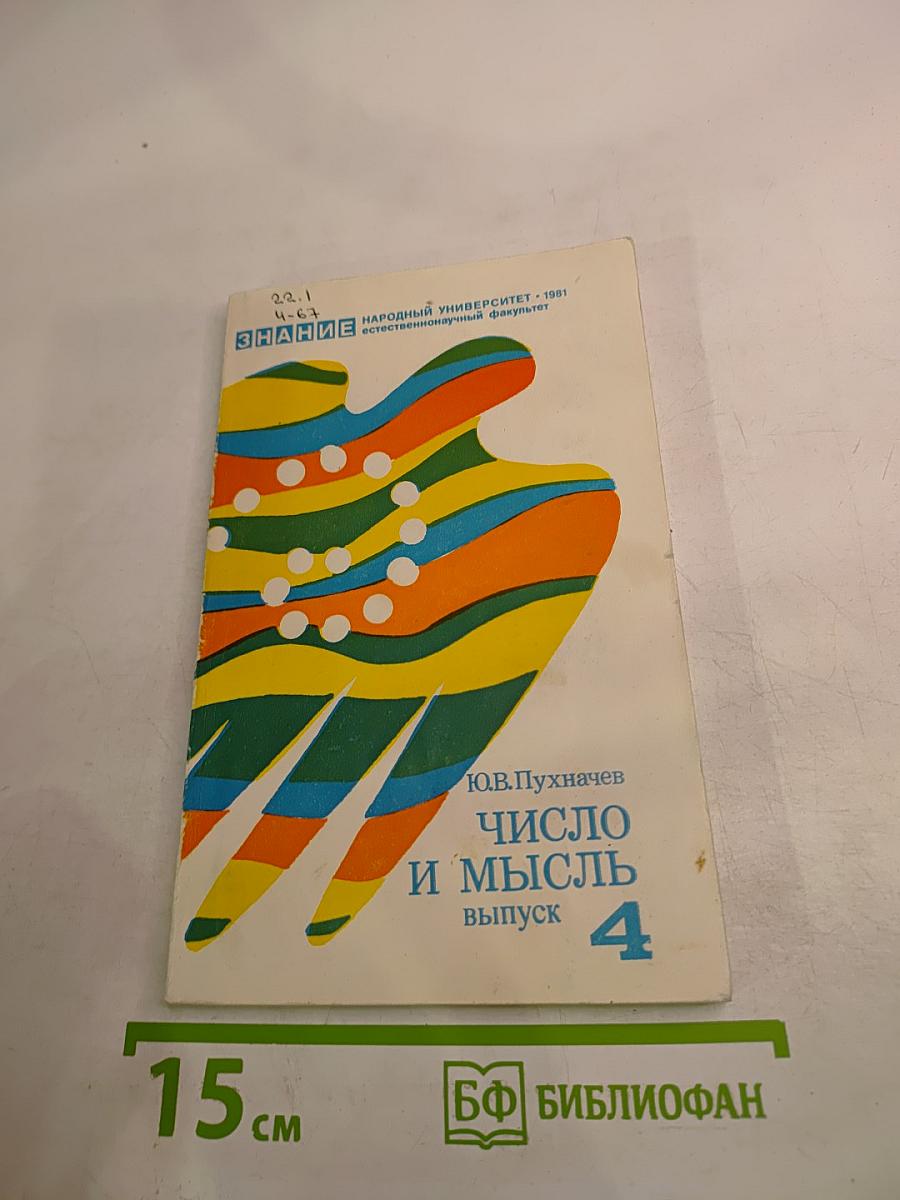 22.1
Ч-67
ЗНАНИЕ
НАРОДНЫЙ УНИВЕРСИТЕТ • 1981
естественнонаучный факультет
Ю.В.Пухначев
ЧИСЛО
И МЫСЛЬ
выпуск 4
15 см
БФ БИБЛИОФАН